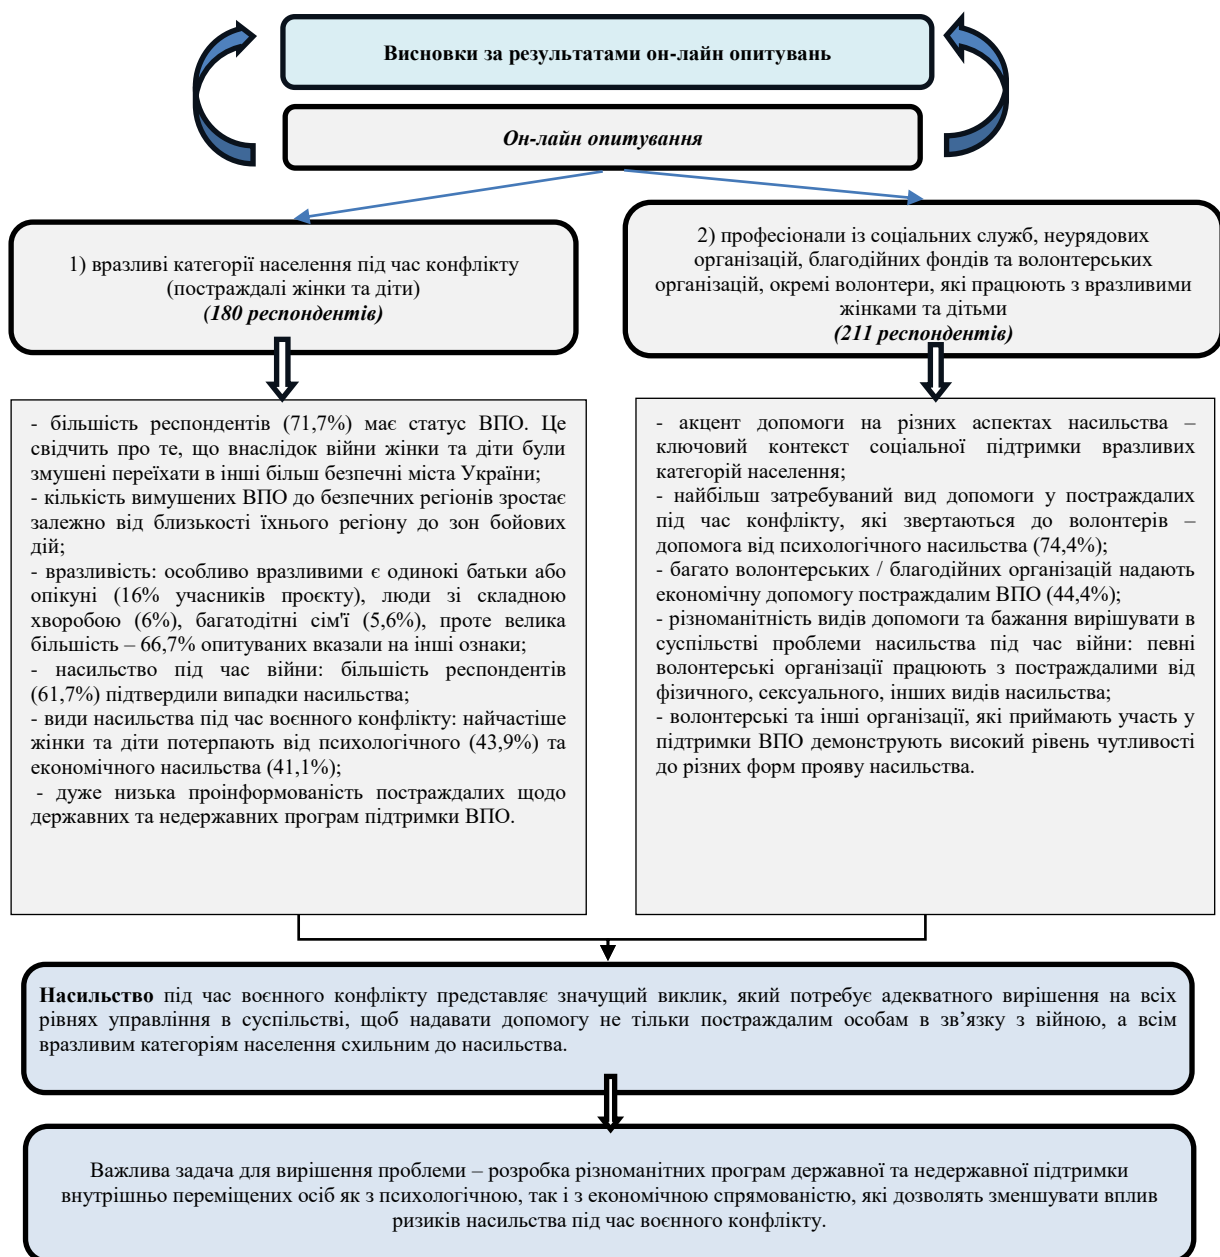 Висновки за результатами он-лайн опитувань
Он-лайн опитування
1) вразливі категорії населення під час конфлікту
(постраждалі жінки та діти)
(180 респондентів)
2) професіонали із соціальних служб, неурядових
організацій, благодійних фондів та волонтерських
організацій, окремі волонтери, які працюють з вразливими
жінками та дітьми
(211 респондентів)
- більшість респондентів (71,7%) має статус ВПО. Це
свідчить про те, що внаслідок війни жінки та діти були
змушені переїхати в інші більш безпечні міста України;
- кількість вимушених ВПО до безпечних регіонів зростає
залежно від близькості їхнього регіону до зон бойових
дій;
- вразливість: особливо вразливими є одинокі батьки або
опікуні (16% учасників проєкту), люди зі складною
хворобою (6%), багатодітні сім'ї (5,6%), проте велика
більшість – 66,7% опитуваних вказали на інші ознаки;
- насильство під час війни: більшість респондентів
(61,7%) підтвердили випадки насильства;
- види насильства під час воєнного конфлікту: найчастіше
жінки та діти потерпають від психологічного (43,9%) та
економічного насильства (41,1%);
- дуже низька проінформованість постраждалих щодо
державних та недержавних програм підтримки ВПО.
- акцент допомоги на різних аспектах насильства –
ключовий контекст соціальної підтримки вразливих
категорій населення;
- найбільш затребуваний вид допомоги у постраждалих
під час конфлікту, які звертаються до волонтерів –
допомога від психологічного насильства (74,4%);
- багато волонтерських / благодійних організацій надають
економічну допомогу постраждалим ВПО (44,4%);
- різноманітність видів допомоги та бажання вирішувати в
суспільстві проблеми насильства під час війни: певні
волонтерські організації працюють з постраждалими від
фізичного, сексуального, інших видів насильства;
- волонтерські та інші організації, які приймають участь у
підтримки ВПО демонструють високий рівень чутливості
до різних форм прояву насильства.
Насильство під час воєнного конфлікту представляє значущий виклик, який потребує адекватного вирішення на всіх
рівнях управління в суспільстві, щоб надавати допомогу не тільки постраждалим особам в зв’язку з війною, а всім
вразливим категоріям населення схильним до насильства.
Важлива задача для вирішення проблеми – розробка різноманітних програм державної та недержавної підтримки
внутрішньо переміщених осіб як з психологічною, так і з економічною спрямованістю, які дозволять зменшувати вплив
ризиків насильства під час воєнного конфлікту.